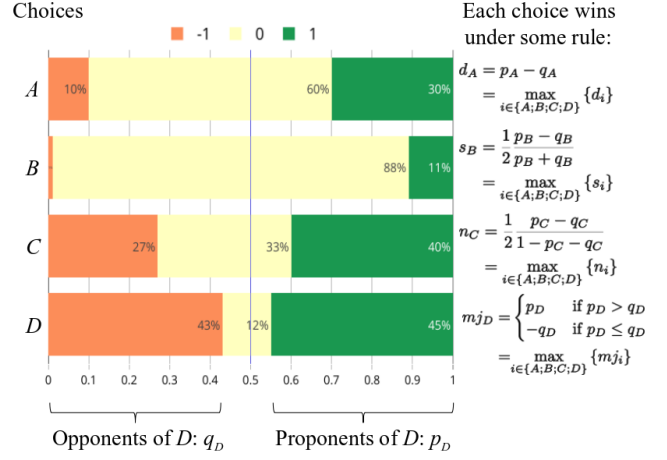 Choices
-1 0 1
Each choice wins
under some rule:
A 10% 60% 30%
d_A = p_A − q_A
= max_{i∈{A;B;C;D}} {d_i}
B 88% 11%
s_B = 1/2 (p_B − q_B)/(p_B + q_B)
= max_{i∈{A;B;C;D}} {s_i}
C 27% 33% 40%
n_C = 1/2 (p_C − q_C)/(1 − p_C − q_C)
= max_{i∈{A;B;C;D}} {n_i}
D 43% 12% 45%
mj_D = { p_D if p_D > q_D
−q_D if p_D ≤ q_D
= max_{i∈{A;B;C;D}} {mj_i}
0 0.1 0.2 0.3 0.4 0.5 0.6 0.7 0.8 0.9 1
Opponents of D: q_D
Proponents of D: p_D